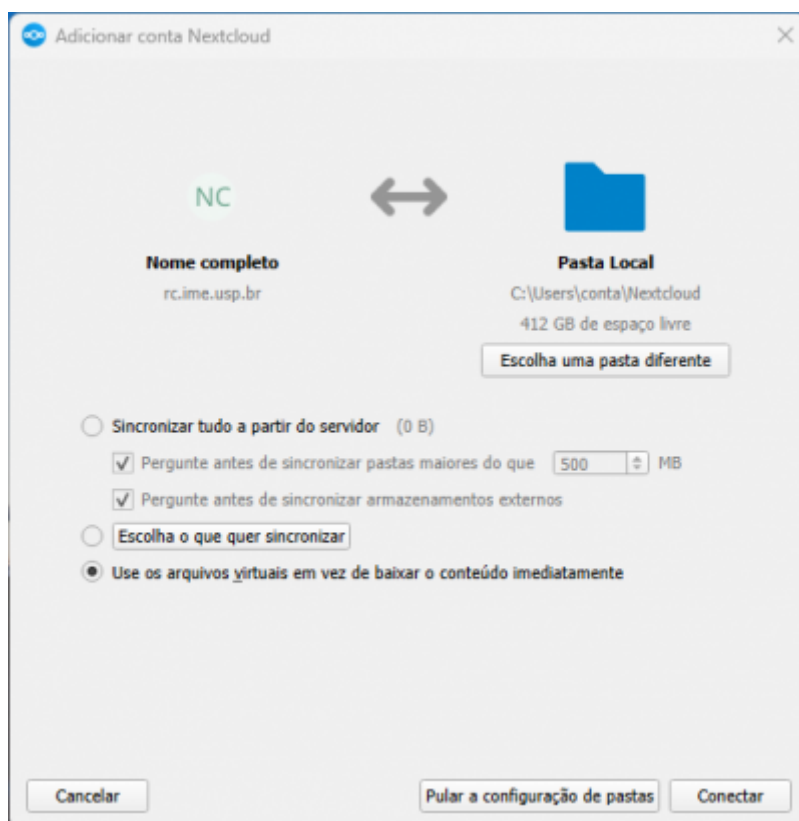 Adicionar conta Nextcloud
NC
Nome completo
rc.ime.usp.br
Pasta Local
C:\Users\conta\Nextcloud
412 GB de espaço livre
Escolha uma pasta diferente
Sincronizar tudo a partir do servidor (0 B)
Pergunte antes de sincronizar pastas maiores do que 500 MB
Pergunte antes de sincronizar armazenamentos externos
Escolha o que quer sincronizar
Use os arquivos virtuais em vez de baixar o conteúdo imediatamente
Cancelar Pular a configuração de pastas Conectar